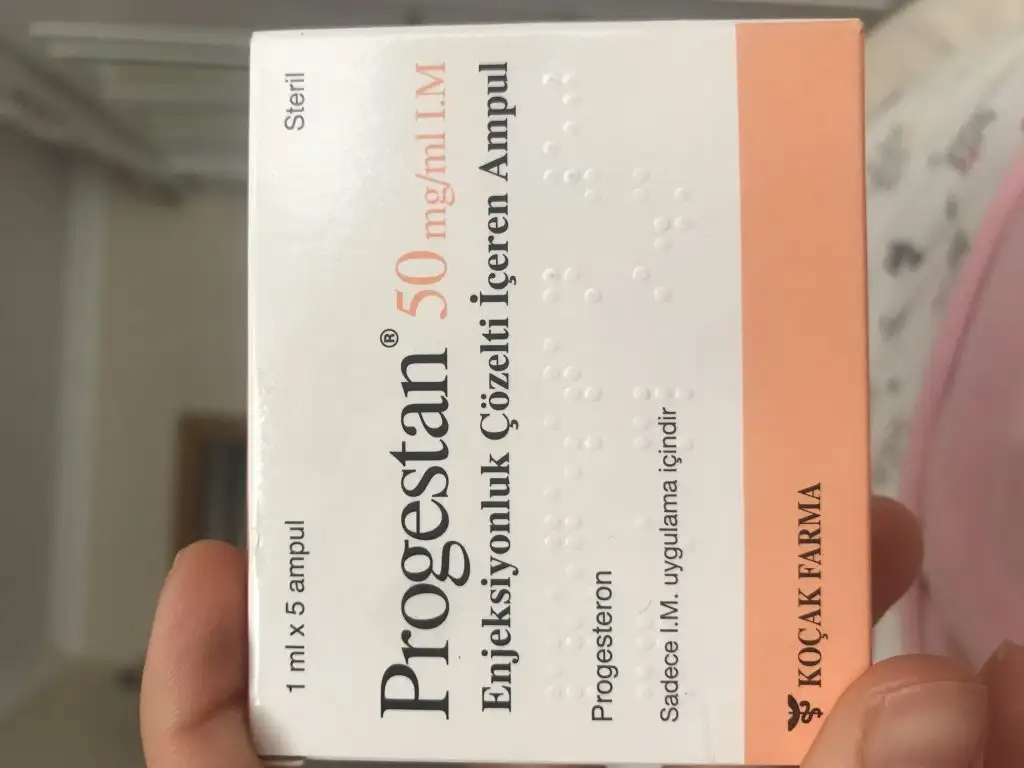 1 ml x 5 ampul Steril
Progestan® 50 mg/ml I.M
Enjeksiyonluk Çözelti İçeren Ampul
Progesteron
Sadece I.M. uygulama içindir
KOÇAK FARMA